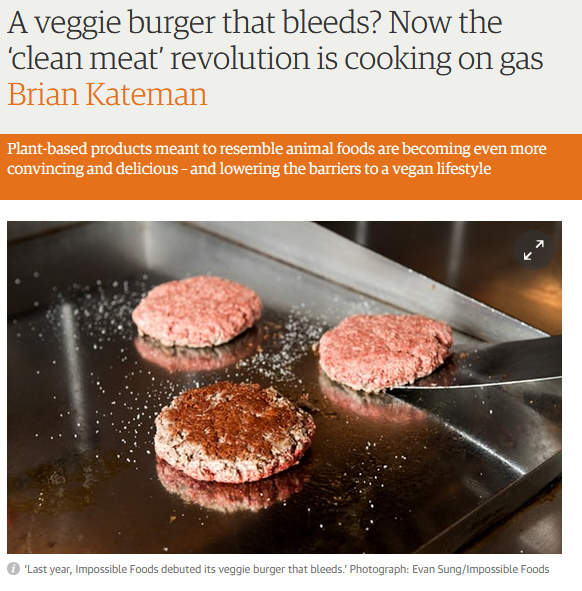 A veggie burger that bleeds? Now the
‘clean meat’ revolution is cooking on gas
Brian Kateman
Plant-based products meant to resemble animal foods are becoming even more
convincing and delicious – and lowering the barriers to a vegan lifestyle
‘Last year, Impossible Foods debuted its veggie burger that bleeds.’ Photograph: Evan Sung/Impossible Foods